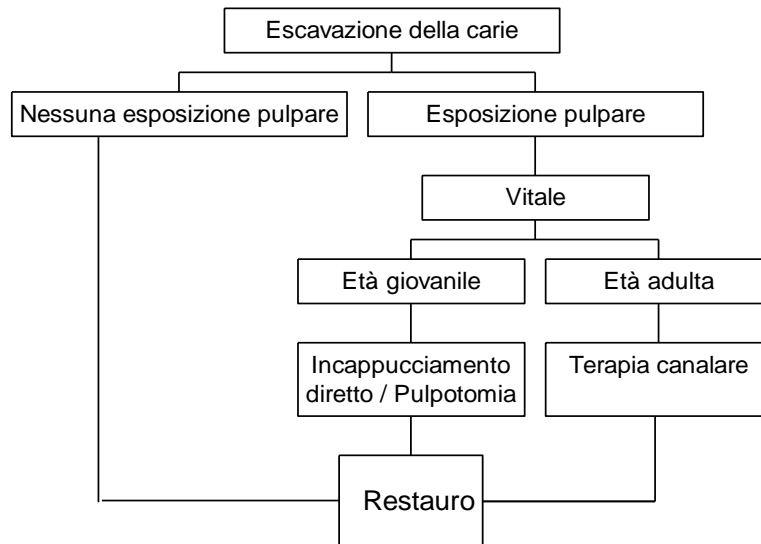 Escavazione della carie
Nessuna esposizione pulpare
Esposizione pulpare
Vitale
Età giovanile
Età adulta
Incappucciamento
diretto / Pulpotomia
Terapia canalare
Restauro